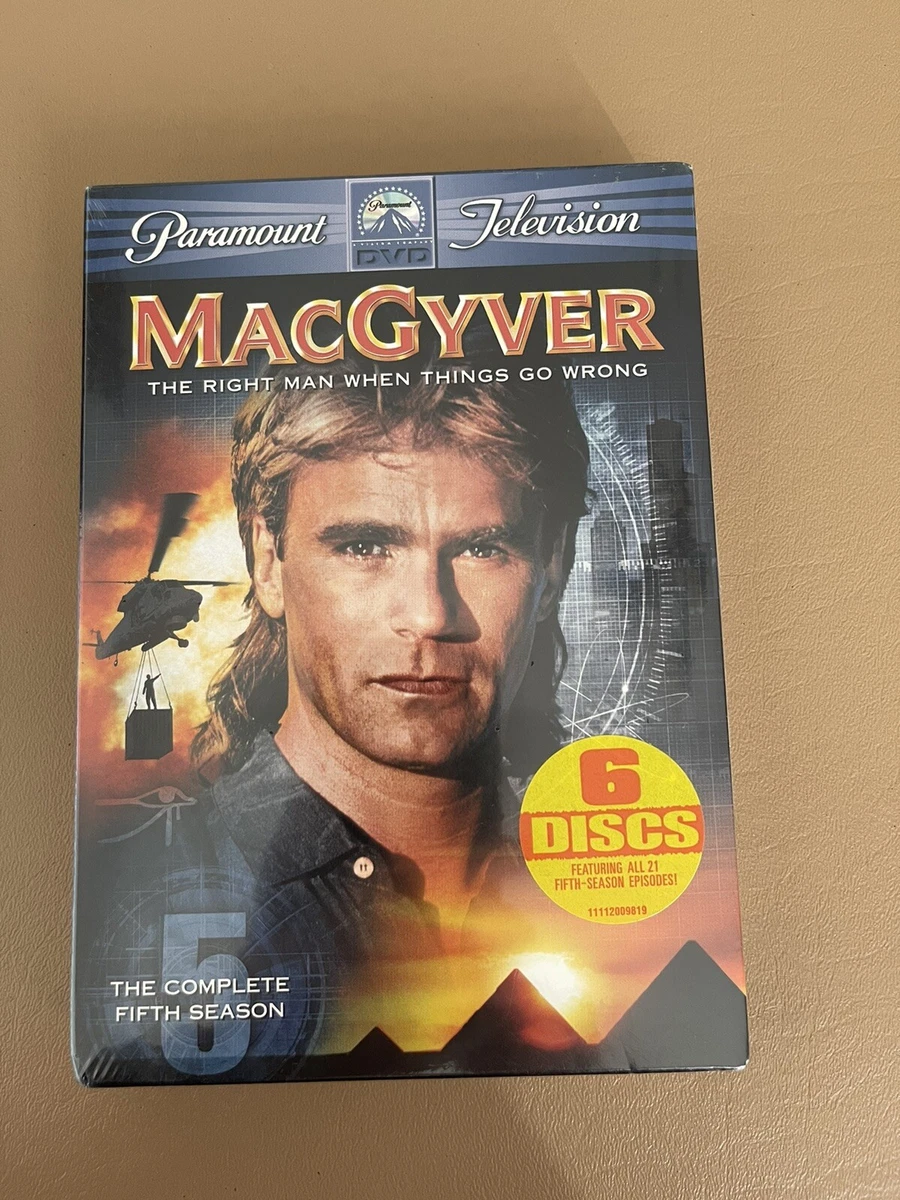 Paramount Television
Paramount
DVD
MACGYVER
THE RIGHT MAN WHEN THINGS GO WRONG
6
DISCS
FEATURING ALL 21
FIFTH-SEASON EPISODES!
11112009819
5
THE COMPLETE
FIFTH SEASON